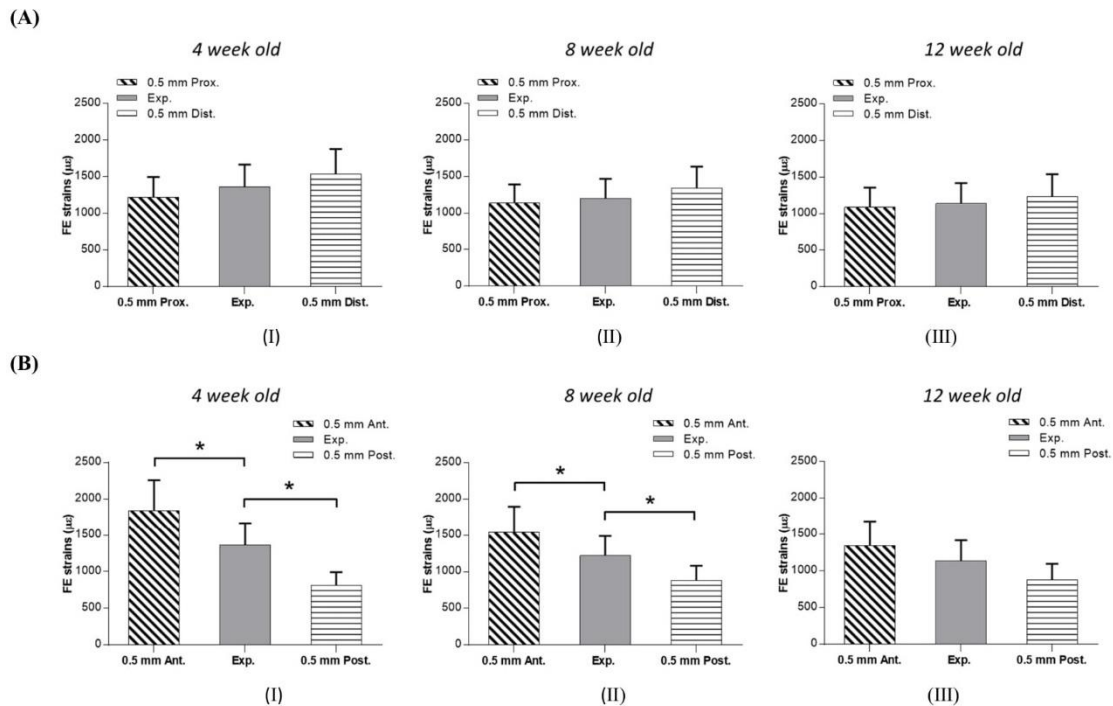 (A)
4 week old
0.5 mm Prox.
Exp.
0.5 mm Dist.
FE strains (με)
2500
2000
1500
1000
500
0
0.5 mm Prox.
Exp.
0.5 mm Dist.
(I)
8 week old
0.5 mm Prox.
Exp.
0.5 mm Dist.
FE strains (με)
2500
2000
1500
1000
500
0
0.5 mm Prox.
Exp.
0.5 mm Dist.
(II)
12 week old
0.5 mm Prox.
Exp.
0.5 mm Dist.
FE strains (με)
2500
2000
1500
1000
500
0
0.5 mm Prox.
Exp.
0.5 mm Dist.
(III)
(B)
4 week old
0.5 mm Ant.
Exp.
0.5 mm Post.
FE strains (με)
2500
2000
1500
1000
500
0
*
*
0.5 mm Ant.
Exp.
0.5 mm Post.
(I)
8 week old
0.5 mm Ant.
Exp.
0.5 mm Post.
FE strains (με)
2500
2000
1500
1000
500
0
*
*
0.5 mm Ant.
Exp.
0.5 mm Post.
(II)
12 week old
0.5 mm Ant.
Exp.
0.5 mm Post.
FE strains (με)
2500
2000
1500
1000
500
0
0.5 mm Ant.
Exp.
0.5 mm Post.
(III)